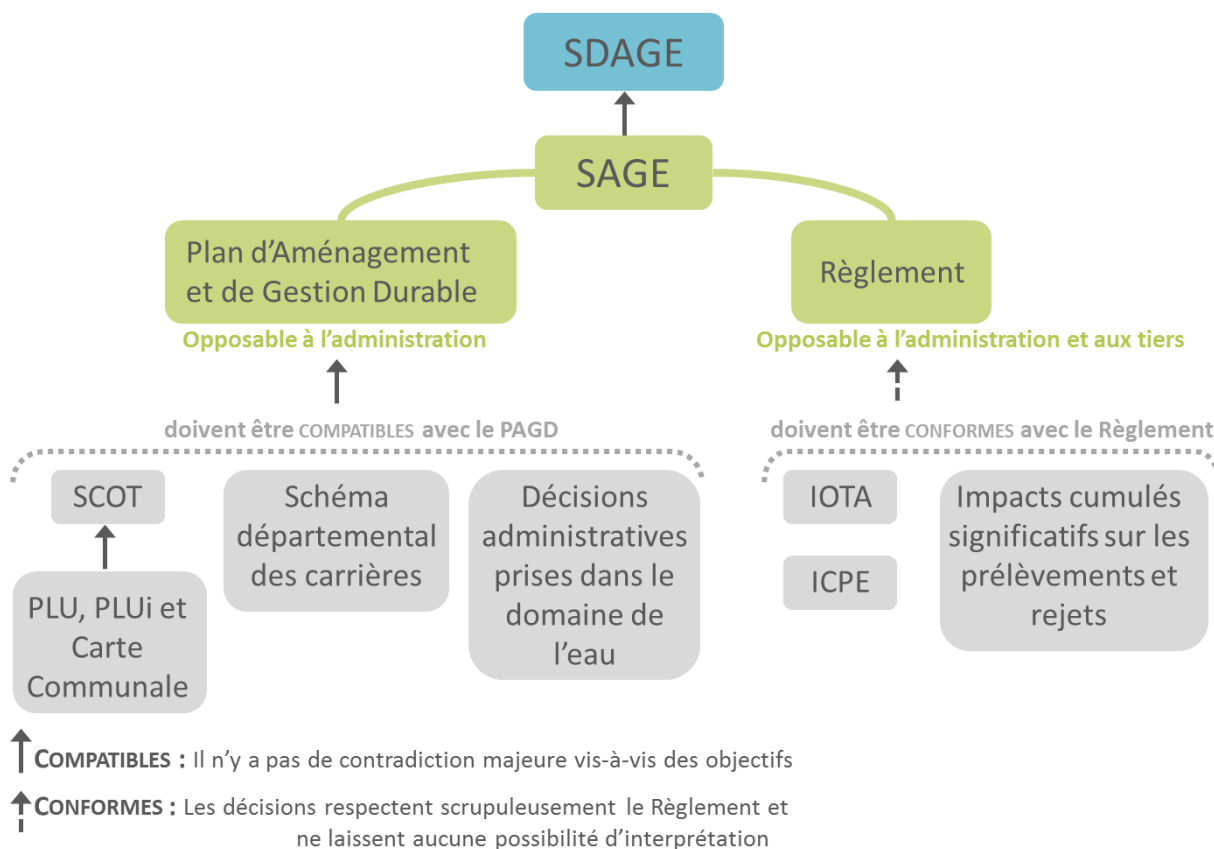 SDAGE
SAGE
Plan d’Aménagement
et de Gestion Durable
Règlement
Opposable à l’administration
Opposable à l’administration et aux tiers
doivent être COMPATIBLES avec le PAGD
doivent être CONFORMES avec le Règlement
SCOT
PLU, PLUi et
Carte
Communale
Schéma
départemental
des carrières
Décisions
administratives
prises dans le
domaine de
l’eau
IOTA
ICPE
Impacts cumulés
significatifs sur les
prélèvements et
rejets
COMPATIBLES : Il n’y a pas de contradiction majeure vis-à-vis des objectifs
CONFORMES : Les décisions respectent scrupuleusement le Règlement et
ne laissent aucune possibilité d’interprétation